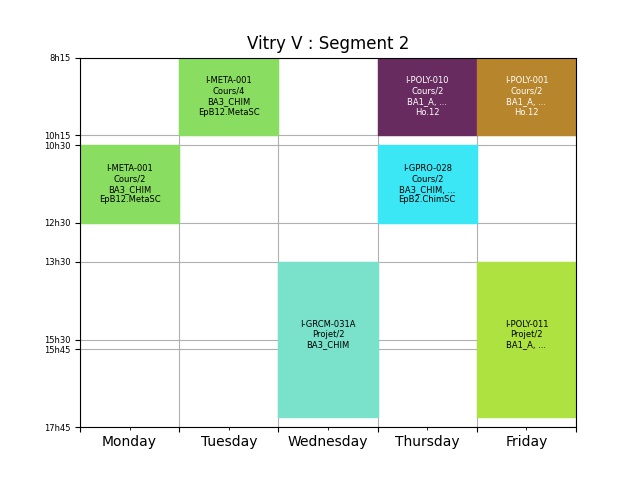 Vitry V : Segment 2
8h15
10h15
10h30
12h30
13h30
15h30
15h45
17h45
I-META-001
Cours/4
BA3_CHIM
EpB12.MetaSC
I-POLY-010
Cours/2
BA1_A, ...
Ho.12
I-POLY-001
Cours/2
BA1_A, ...
Ho.12
I-META-001
Cours/2
BA3_CHIM
EpB12.MetaSC
I-GPRO-028
Cours/2
BA3_CHIM, ...
EpB2.ChimSC
I-GRCM-031A
Projet/2
BA3_CHIM
I-POLY-011
Projet/2
BA1_A, ...
Monday
Tuesday
Wednesday
Thursday
Friday